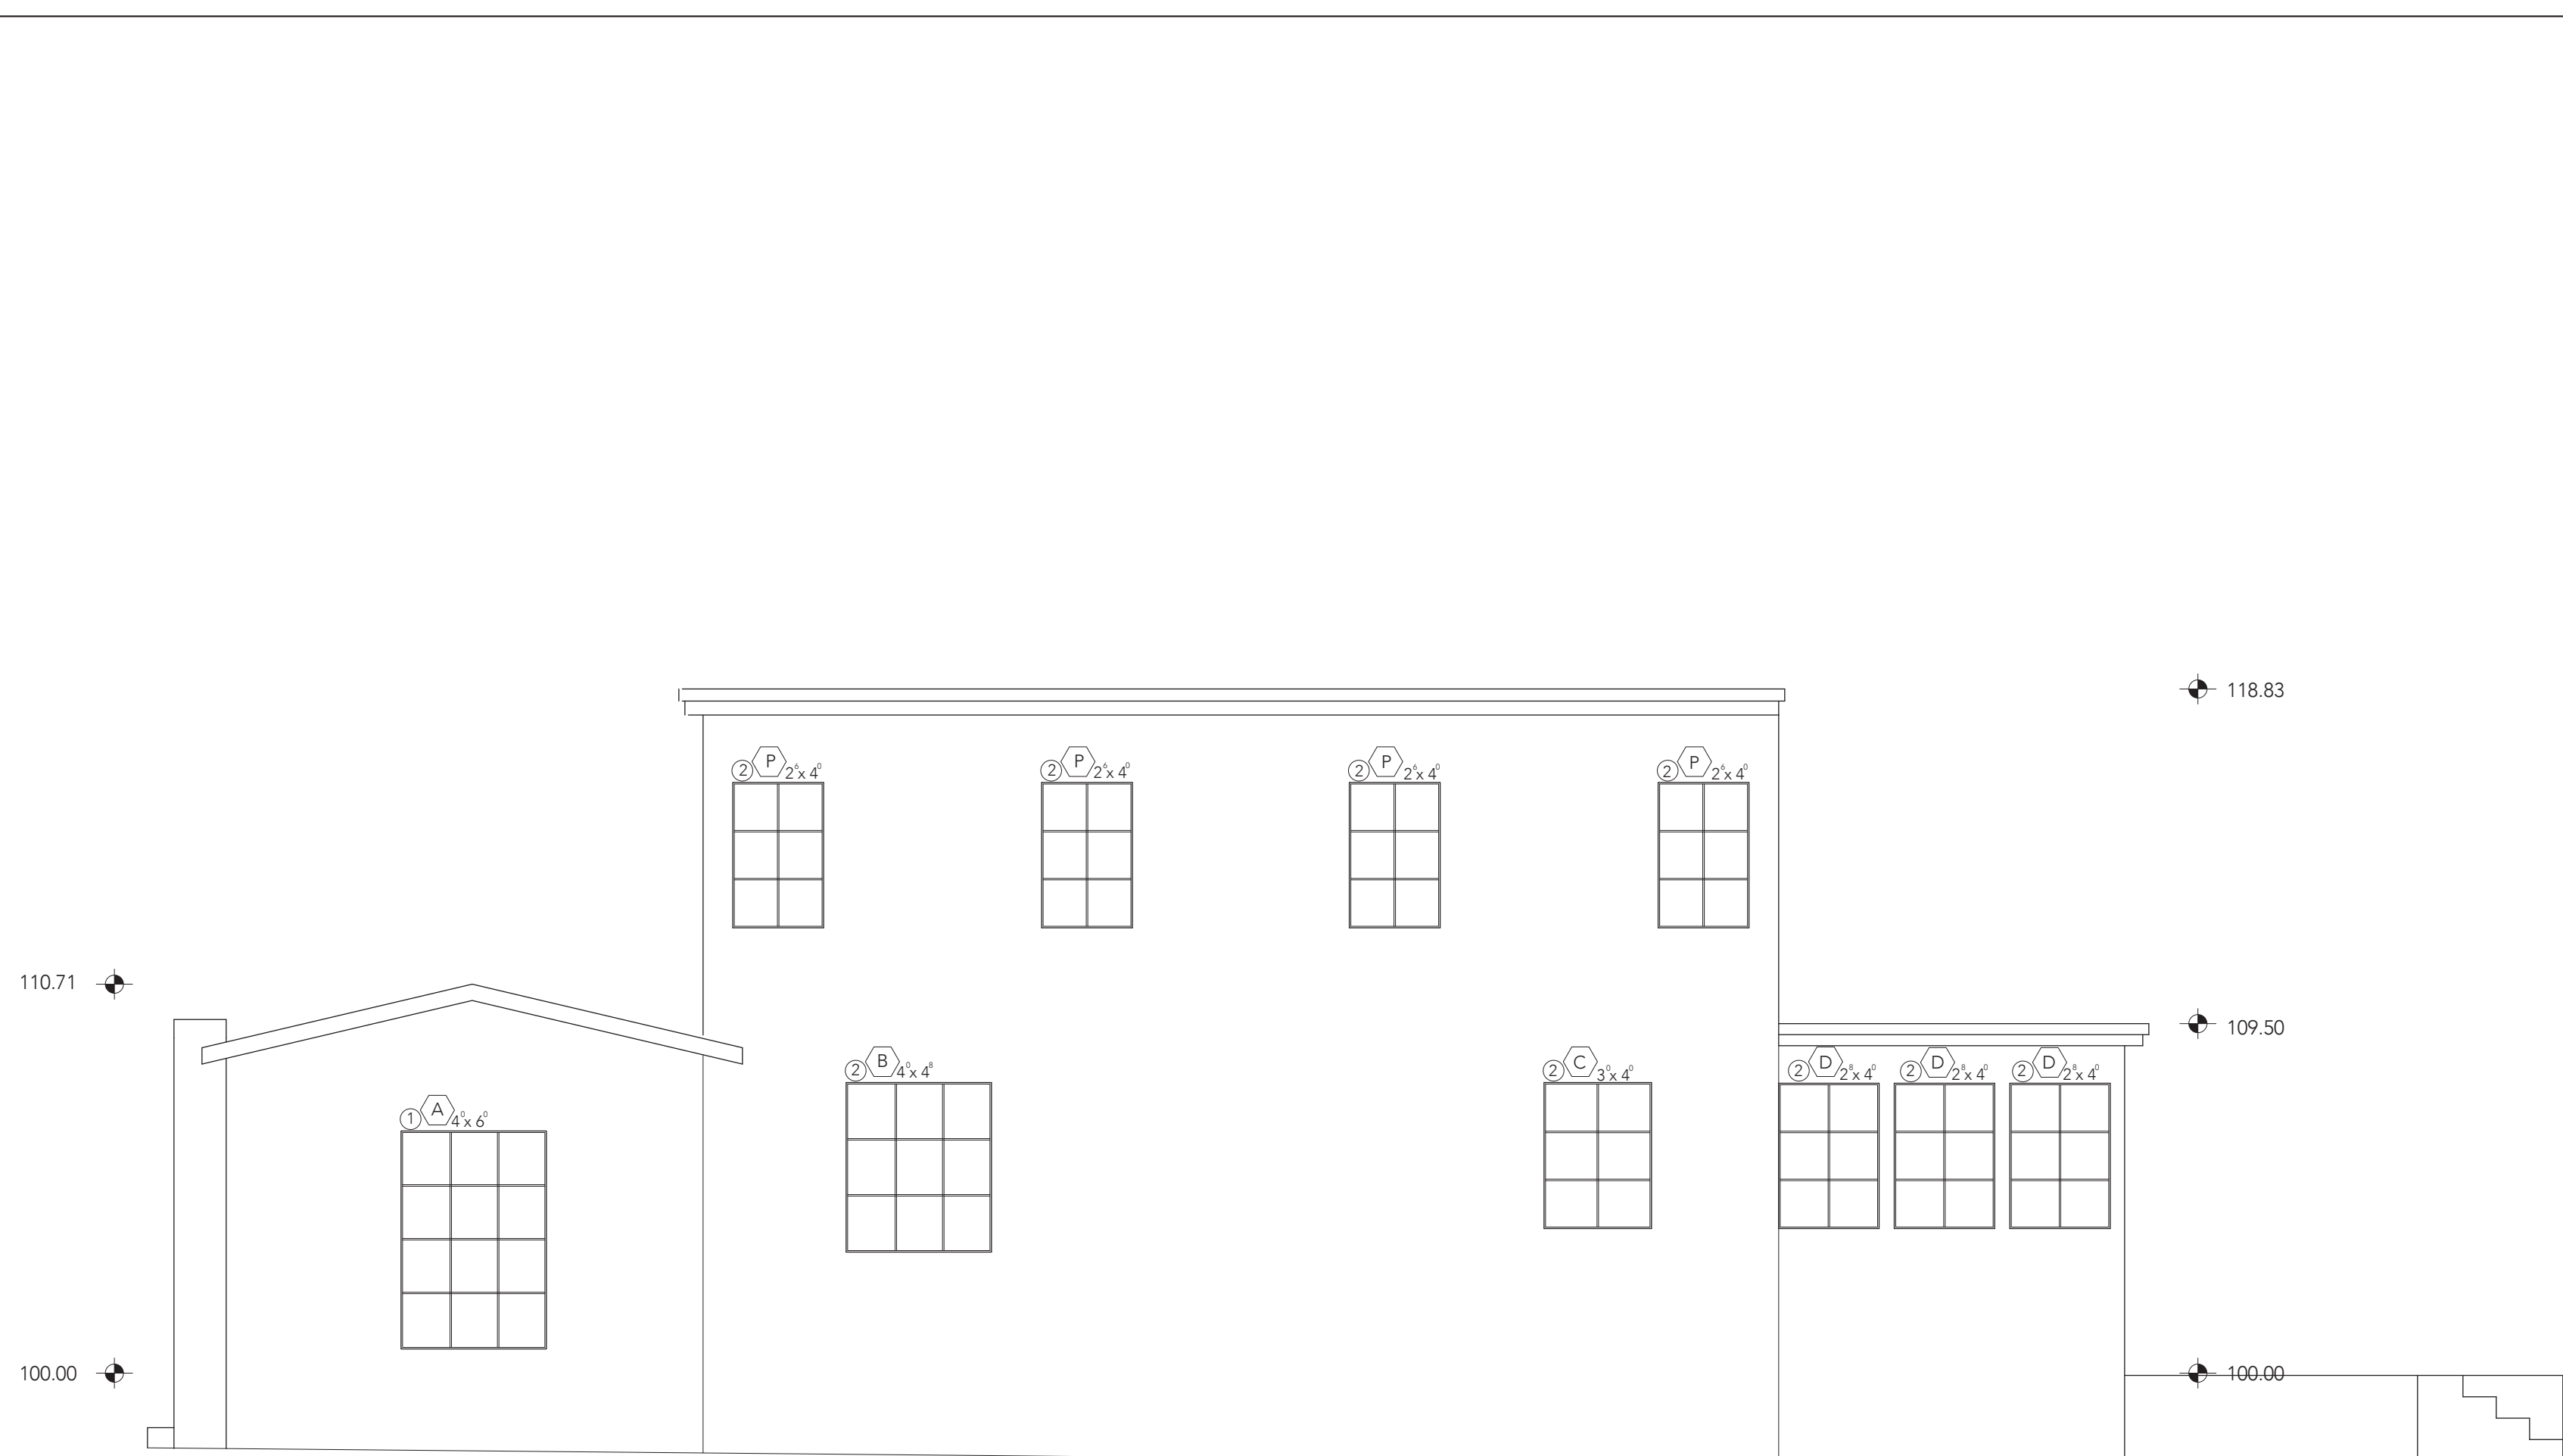 118.83
2 P 2⁶x 4⁰
2 P 2⁶x 4⁰
2 P 2⁶x 4⁰
2 P 2⁶x 4⁰
110.71
109.50
2 B 4⁰x 4⁸
2 C 3⁰x 4⁰
2 D 2⁸x 4⁰
2 D 2⁸x 4⁰
2 D 2⁸x 4⁰
1 A 4⁰x 6⁰
100.00
100.00